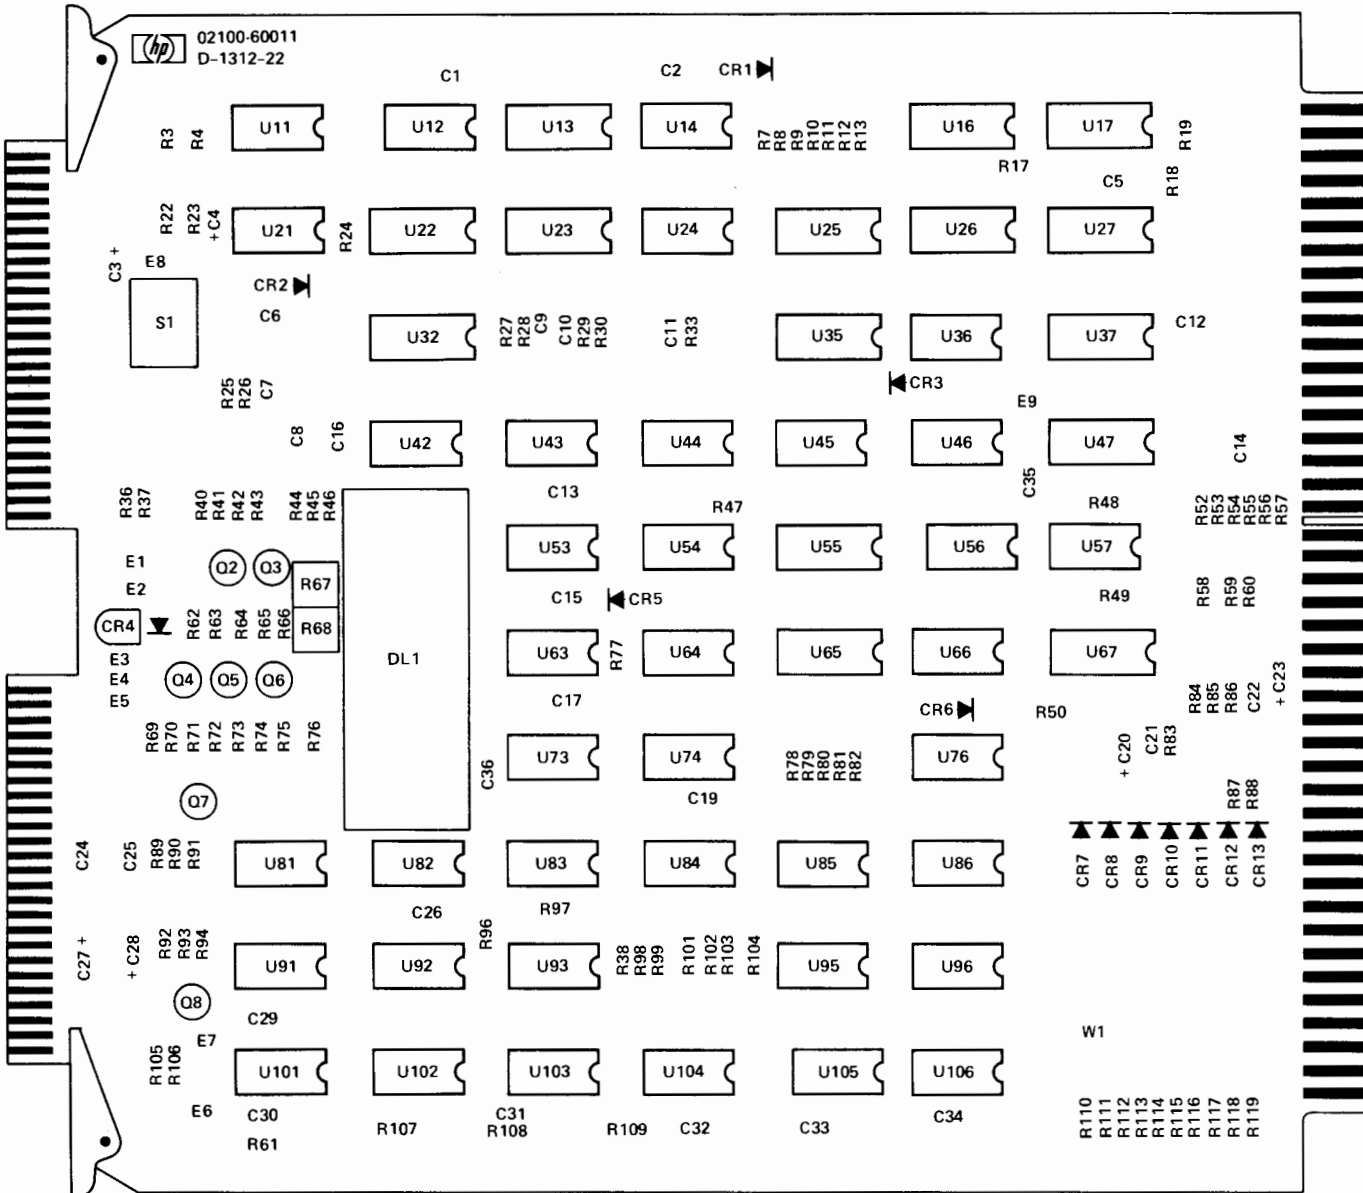 hp 02100-60011
D-1312-22
C1 C2 CR1
U11 U12 U13 U14 U16 U17
R3 R4 R7 R8 R9 R10 R11 R12 R13 R19
R17
C5 R18
R22 R23 +C4 U21 R24 U22 U23 U24 U25 U26 U27
C3 + E8
CR2
S1 C6 U32 R27 R28 C9 C10 R29 R30 C11 R33 U35 U36 U37 C12
R25 R26 C7 CR3
E9
C8 C16 U42 U43 U44 U45 U46 U47 C14
C13 C35
R36 R37 R40 R41 R42 R43 R44 R45 R46 R47 R48 R52 R53 R54 R55 R56 R57
U53 U54 U55 U56 U57
E1 Q2 Q3 R67
E2 C15 CR5 R49 R58 R59 R60
CR4 R62 R63 R64 R65 R66 R68
E3 DL1 U63 R77 U64 U65 U66 U67
E4 Q4 Q5 Q6
E5 C17 CR6 R50 R84 R85 R86 C22 + C23
R69 R70 R71 R72 R73 R74 R75 R76 + C20 C21 R83
U73 U74 R78 R79 R80 R81 R82 U76
C36 C19
Q7 R87 R88
C24 C25 R89 R90 R91 U81 U82 U83 U84 U85 U86 CR7 CR8 CR9 CR10 CR11 CR12 CR13
C26 R97
R96
C27 + + C28 R92 R93 R94 U91 U92 U93 R38 R98 R99 R101 R102 R103 R104 U95 U96
Q8
C29
E7 W1
R105 R106 U101 U102 U103 U104 U105 U106
E6 C30 C31 C34
R61 R107 R108 R109 C32 C33 R110 R111 R112 R113 R114 R115 R116 R117 R118 R119